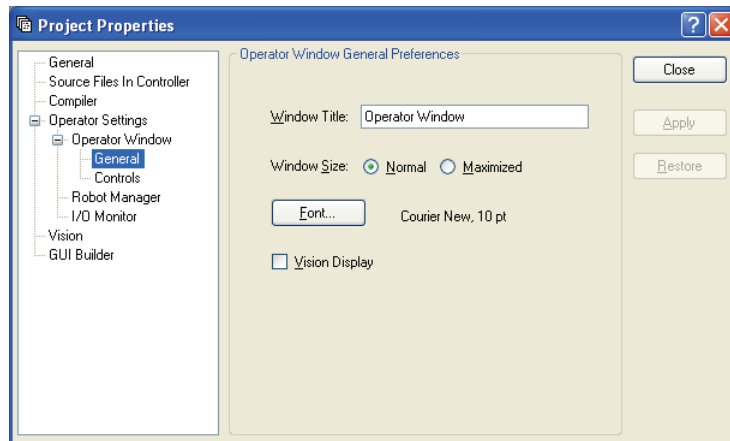 Project Properties
General
Source Files In Controller
Compiler
Operator Settings
Operator Window
General
Controls
Robot Manager
I/O Monitor
Vision
GUI Builder
Operator Window General Preferences
Window Title: Operator Window
Window Size: Normal Maximized
Font... Courier New, 10 pt
Vision Display
Close
Apply
Restore